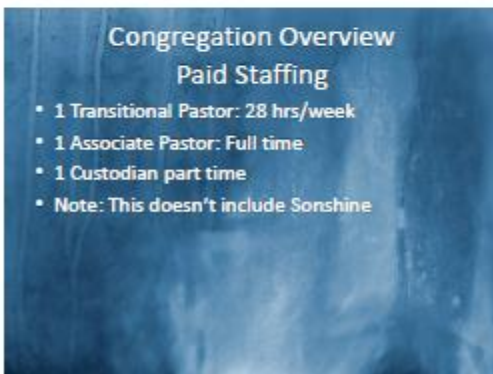 Congregation Overview
Paid Staffing
• 1 Transitional Pastor: 28 hrs/week
• 1 Associate Pastor: Full time
• 1 Custodian part time
• Note: This doesn't include Sonshine